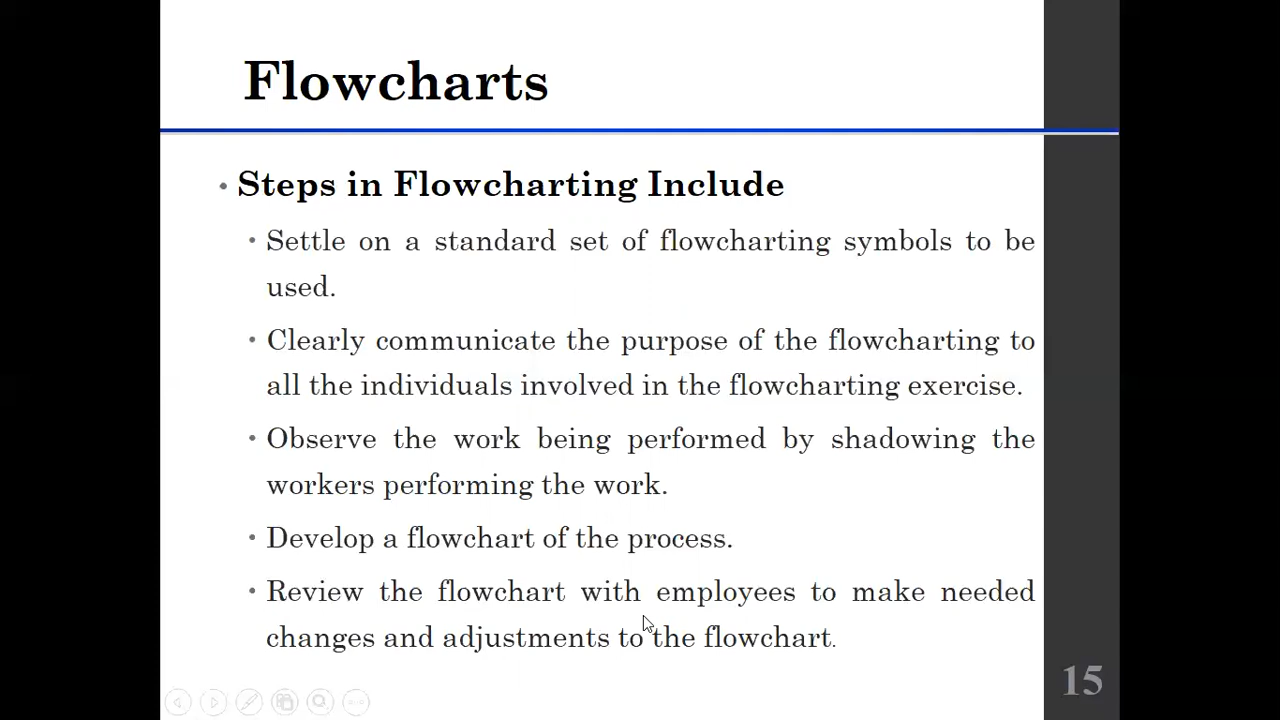 Flowcharts
• Steps in Flowcharting Include
• Settle on a standard set of flowcharting symbols to be
used.
• Clearly communicate the purpose of the flowcharting to
all the individuals involved in the flowcharting exercise.
• Observe the work being performed by shadowing the
workers performing the work.
• Develop a flowchart of the process.
• Review the flowchart with employees to make needed
changes and adjustments to the flowchart.
15